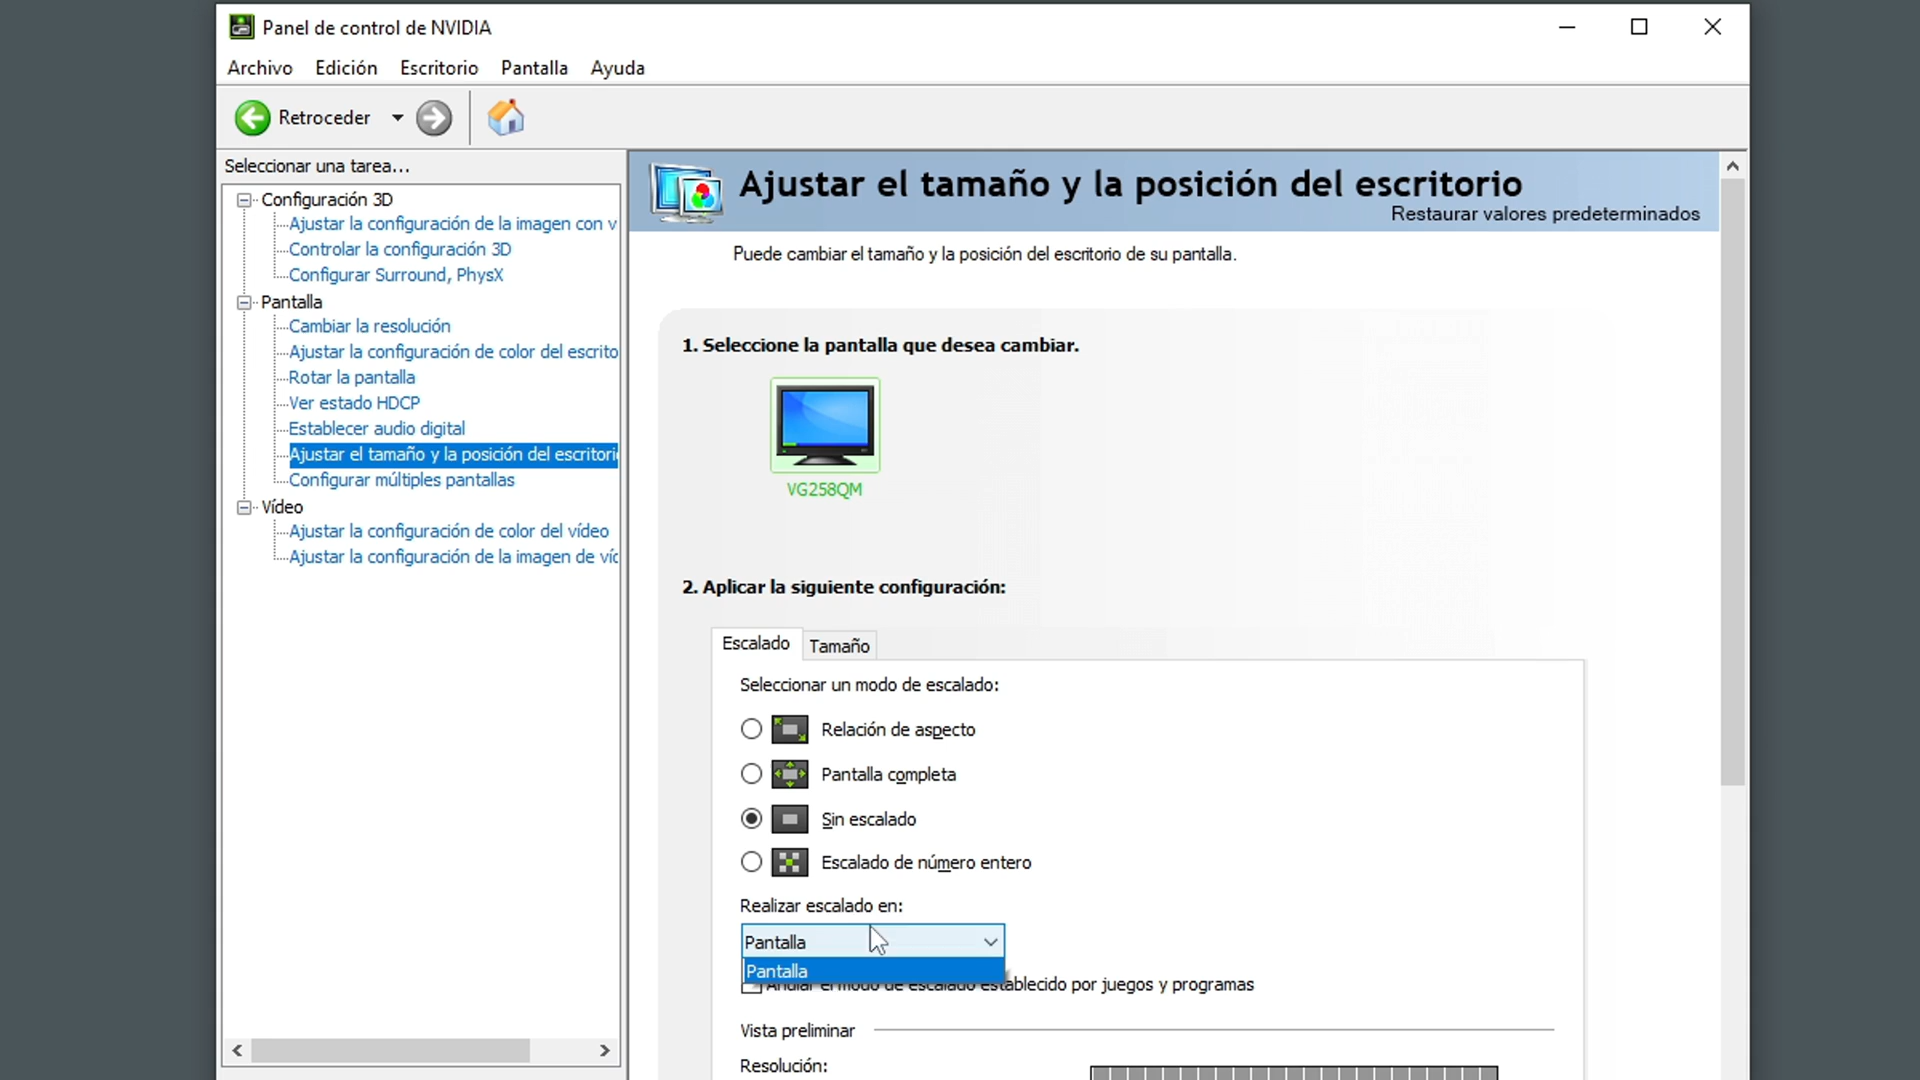 Panel de control de NVIDIA
Archivo Edición Escritorio Pantalla Ayuda
Retroceder
Seleccionar una tarea...
Configuración 3D
Ajustar la configuración de la imagen con v
Controlar la configuración 3D
Configurar Surround, PhysX
Pantalla
Cambiar la resolución
Ajustar la configuración de color del escrito
Rotar la pantalla
Ver estado HDCP
Establecer audio digital
Ajustar el tamaño y la posición del escritori
Configurar múltiples pantallas
Vídeo
Ajustar la configuración de color del vídeo
Ajustar la configuración de la imagen de víd
Ajustar el tamaño y la posición del escritorio
Restaurar valores predeterminados
Puede cambiar el tamaño y la posición del escritorio de su pantalla.
1. Seleccione la pantalla que desea cambiar.
VG258QM
2. Aplicar la siguiente configuración:
Escalado Tamaño
Seleccionar un modo de escalado:
Relación de aspecto
Pantalla completa
Sin escalado
Escalado de número entero
Realizar escalado en:
Pantalla
Pantalla
Anular el modo de escalado establecido por juegos y programas
Vista preliminar
Resolución: